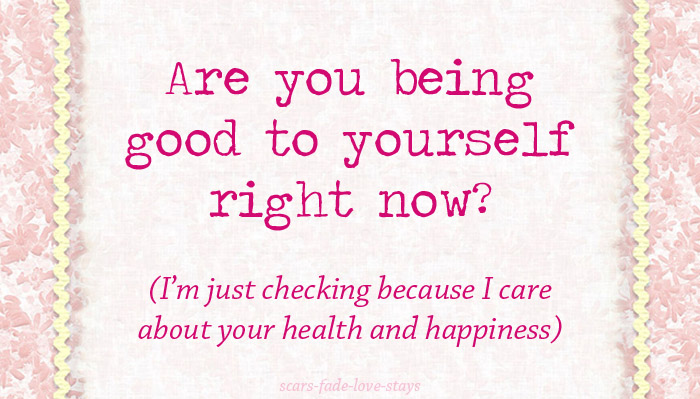 Are you being
good to yourself
right now?
(I'm just checking because I care
about your health and happiness)
scars-fade-love-stays